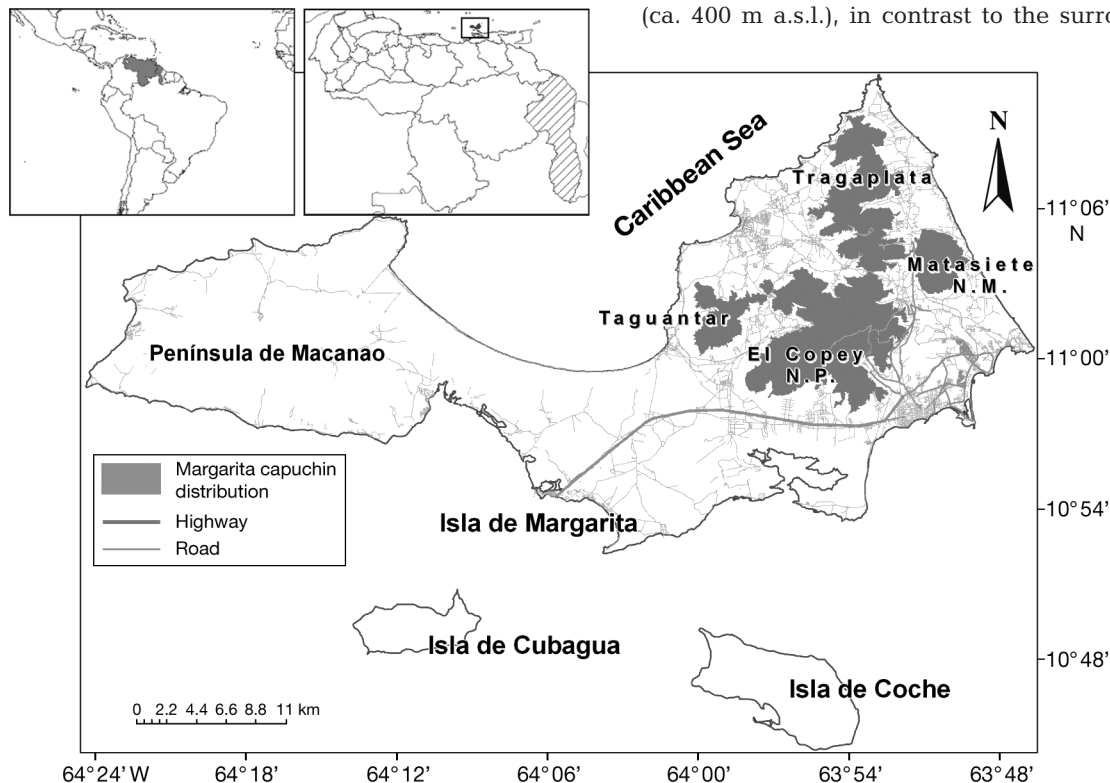 (ca. 400 m a.s.l.), in contrast to the surro
Caribbean Sea
N
Tragaplata
11°06'
N
Matasiete
N.M.
Taguantar
Península de Macanao
El Copey
N.P.
11°00'
Margarita capuchin
distribution
Highway
Road
Isla de Margarita
10°54'
Isla de Cubagua
10°48'
Isla de Coche
0 2.2 4.4 6.6 8.8 11 km
64°24'W 64°18' 64°12' 64°06' 64°00' 63°54' 63°48'